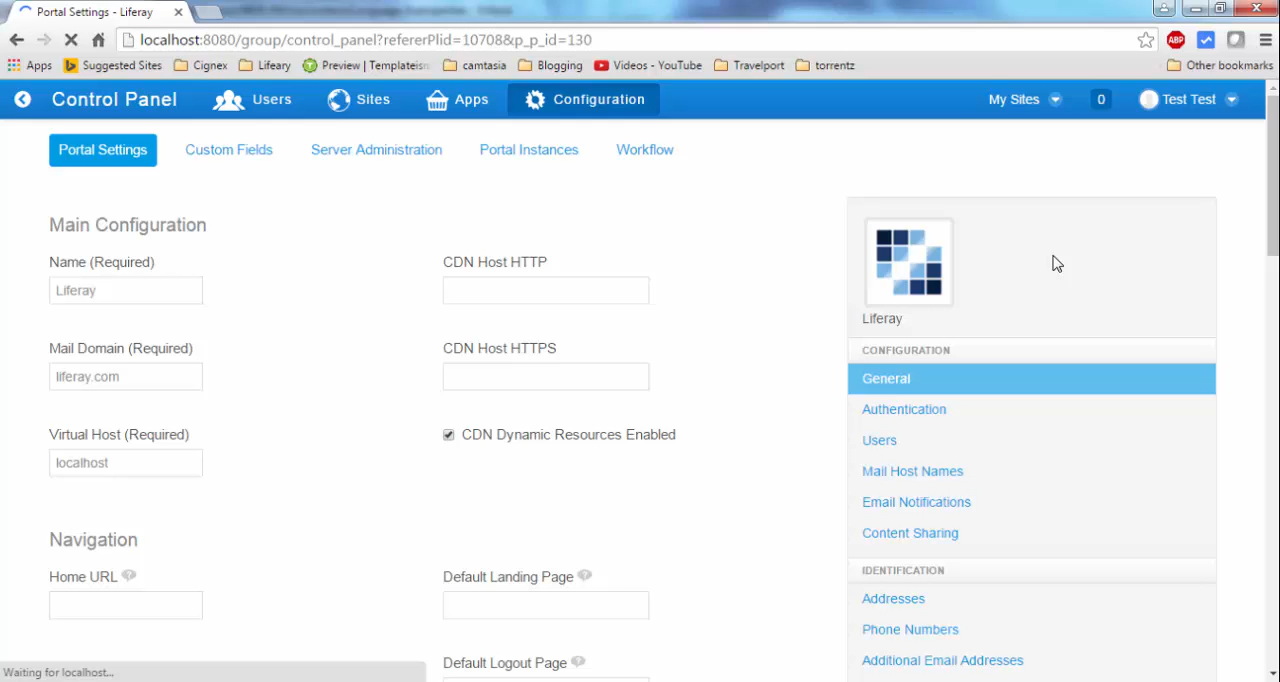 Portal Settings - Liferay
localhost:8080/group/control_panel?refererPlid=10708&p_p_id=130
ABP
Apps Suggested Sites Cignex Lifeary Preview | Templateism camtasia Blogging Videos - YouTube Travelport torrentz Other bookmarks
Control Panel Users Sites Apps Configuration My Sites 0 Test Test
Portal Settings Custom Fields Server Administration Portal Instances Workflow
Main Configuration
Name (Required) CDN Host HTTP
Liferay
Liferay
Mail Domain (Required) CDN Host HTTPS
CONFIGURATION
liferay.com
General
Authentication
Virtual Host (Required) CDN Dynamic Resources Enabled
Users
localhost
Mail Host Names
Email Notifications
Content Sharing
Navigation
IDENTIFICATION
Home URL Default Landing Page
Addresses
Phone Numbers
Default Logout Page
Additional Email Addresses
Waiting for localhost...